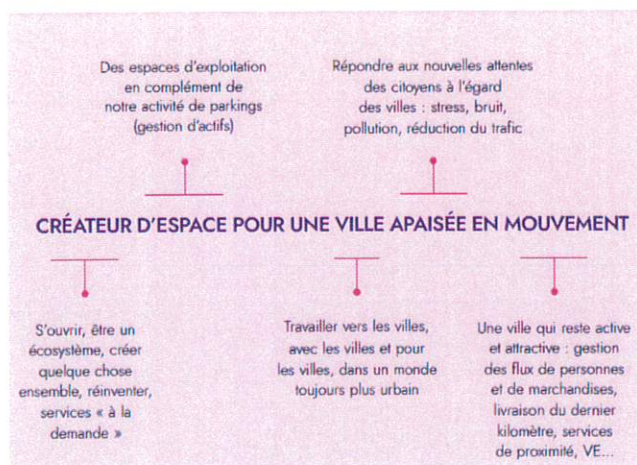 Des espaces d'exploitation
en complément de
notre activité de parkings
(gestion d'actifs)
Répondre aux nouvelles attentes
des citoyens à l'égard
des villes : stress, bruit,
pollution, réduction du trafic
CRÉATEUR D'ESPACE POUR UNE VILLE APAISÉE EN MOUVEMENT
S'ouvrir, être un
écosystème, créer
quelque chose
ensemble, réinventer,
services « à la
demande »
Travailler vers les villes,
avec les villes et pour
les villes, dans un monde
toujours plus urbain
Une ville qui reste active
et attractive : gestion
des flux de personnes
et de marchandises,
livraison du dernier
kilomètre, services
de proximité, VE...